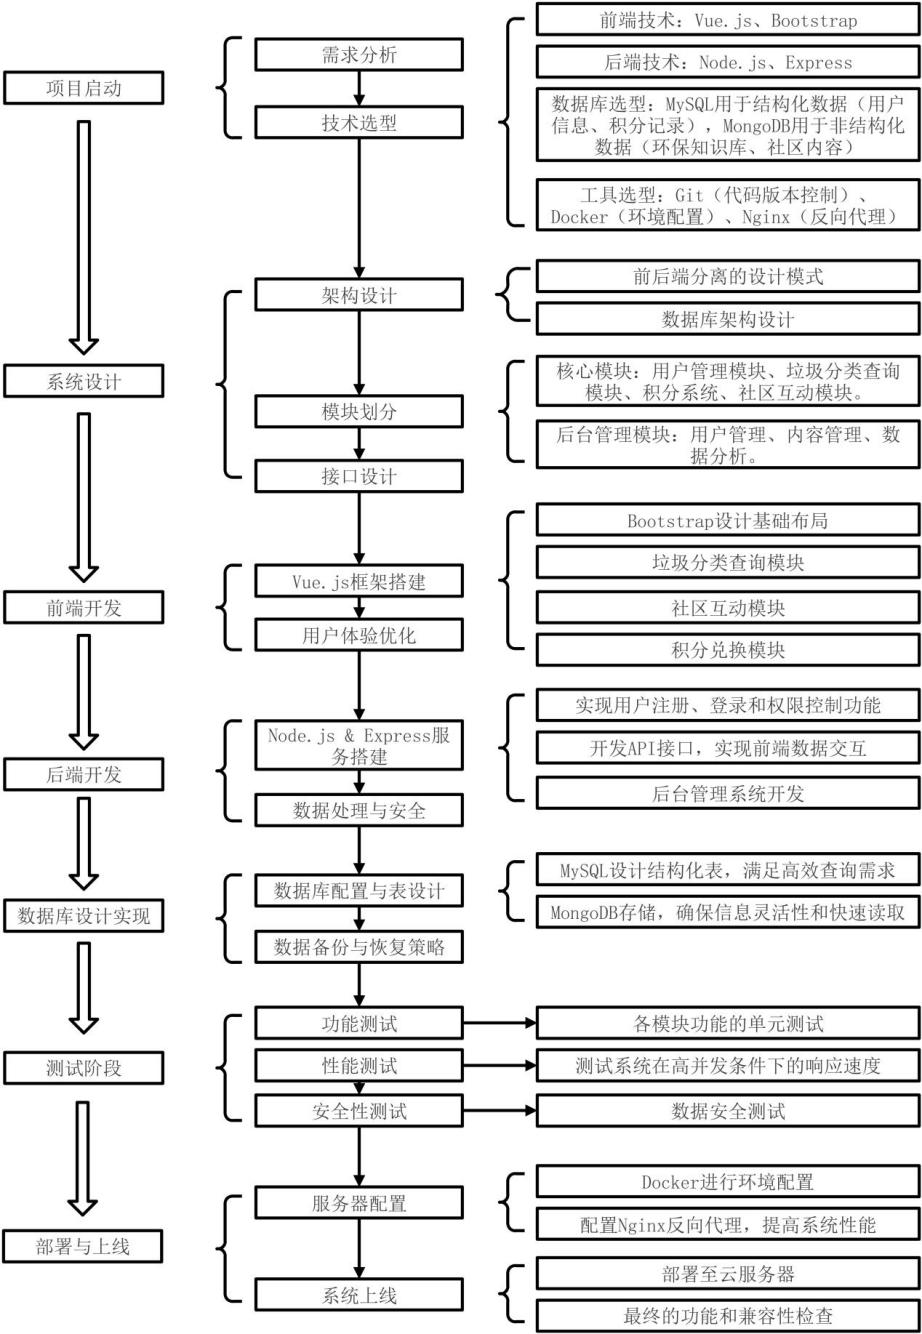 项目启动
需求分析
技术选型
前端技术：Vue.js、Bootstrap
后端技术：Node.js、Express
数据库选型：MySQL用于结构化数据（用户
信息、积分记录），MongoDB用于非结构化
数据（环保知识库、社区内容）
工具选型：Git（代码版本控制）、
Docker（环境配置）、Nginx（反向代理）
系统设计
架构设计
前后端分离的设计模式
数据库架构设计
模块划分
核心模块：用户管理模块、垃圾分类查询
模块、积分系统、社区互动模块。
后台管理模块：用户管理、内容管理、数
据分析。
接口设计
前端开发
Vue.js框架搭建
用户体验优化
Bootstrap设计基础布局
垃圾分类查询模块
社区互动模块
积分兑换模块
后端开发
Node.js & Express服
务搭建
数据处理与安全
实现用户注册、登录和权限控制功能
开发API接口，实现前端数据交互
后台管理系统开发
数据库设计实现
数据库配置与表设计
数据备份与恢复策略
MySQL设计结构化表，满足高效查询需求
MongoDB存储，确保信息灵活性和快速读取
测试阶段
功能测试
各模块功能的单元测试
性能测试
测试系统在高并发条件下的响应速度
安全性测试
数据安全测试
部署与上线
服务器配置
Docker进行环境配置
配置Nginx反向代理，提高系统性能
系统上线
部署至云服务器
最终的功能和兼容性检查